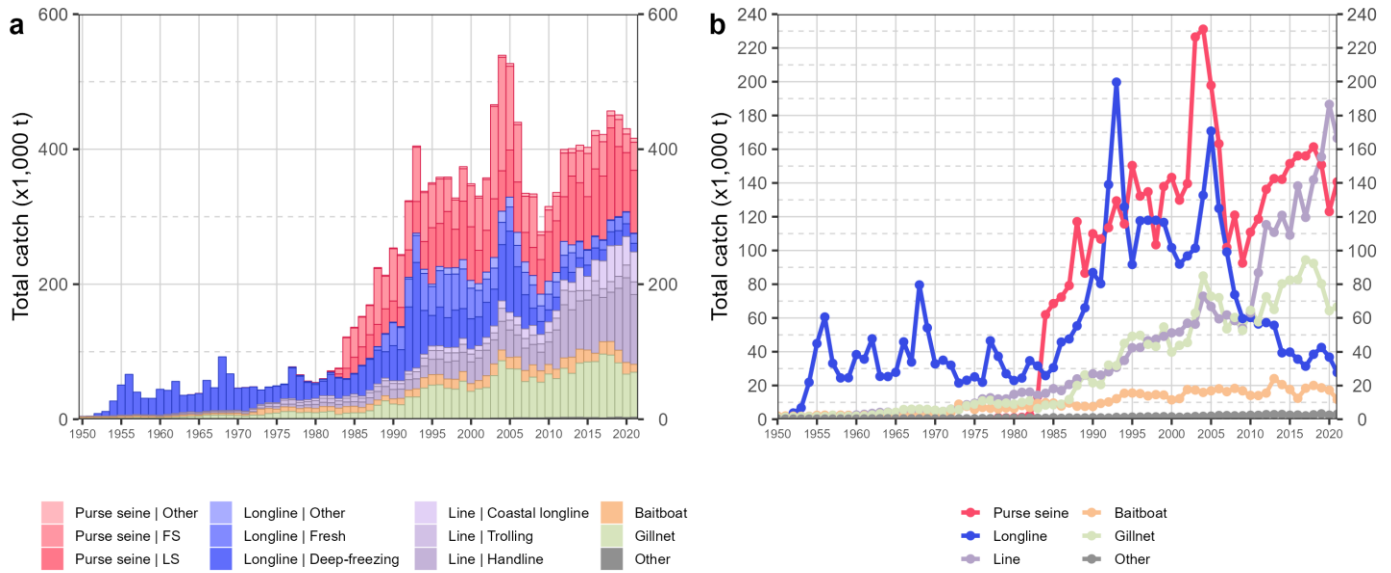 a
600
400
200
0
Total catch (x1,000 t)
600
400
200
0
1950 1955 1960 1965 1970 1975 1980 1985 1990 1995 2000 2005 2010 2015 2020
Purse seine | Other
Purse seine | FS
Purse seine | LS
Longline | Other
Longline | Fresh
Longline | Deep-freezing
Line | Coastal longline
Line | Trolling
Line | Handline
Baitboat
Gillnet
Other
b
240
220
200
180
160
140
120
100
80
60
40
20
0
Total catch (x1,000 t)
240
220
200
180
160
140
120
100
80
60
40
20
0
1950 1955 1960 1965 1970 1975 1980 1985 1990 1995 2000 2005 2010 2015 2020
Purse seine
Longline
Line
Baitboat
Gillnet
Other